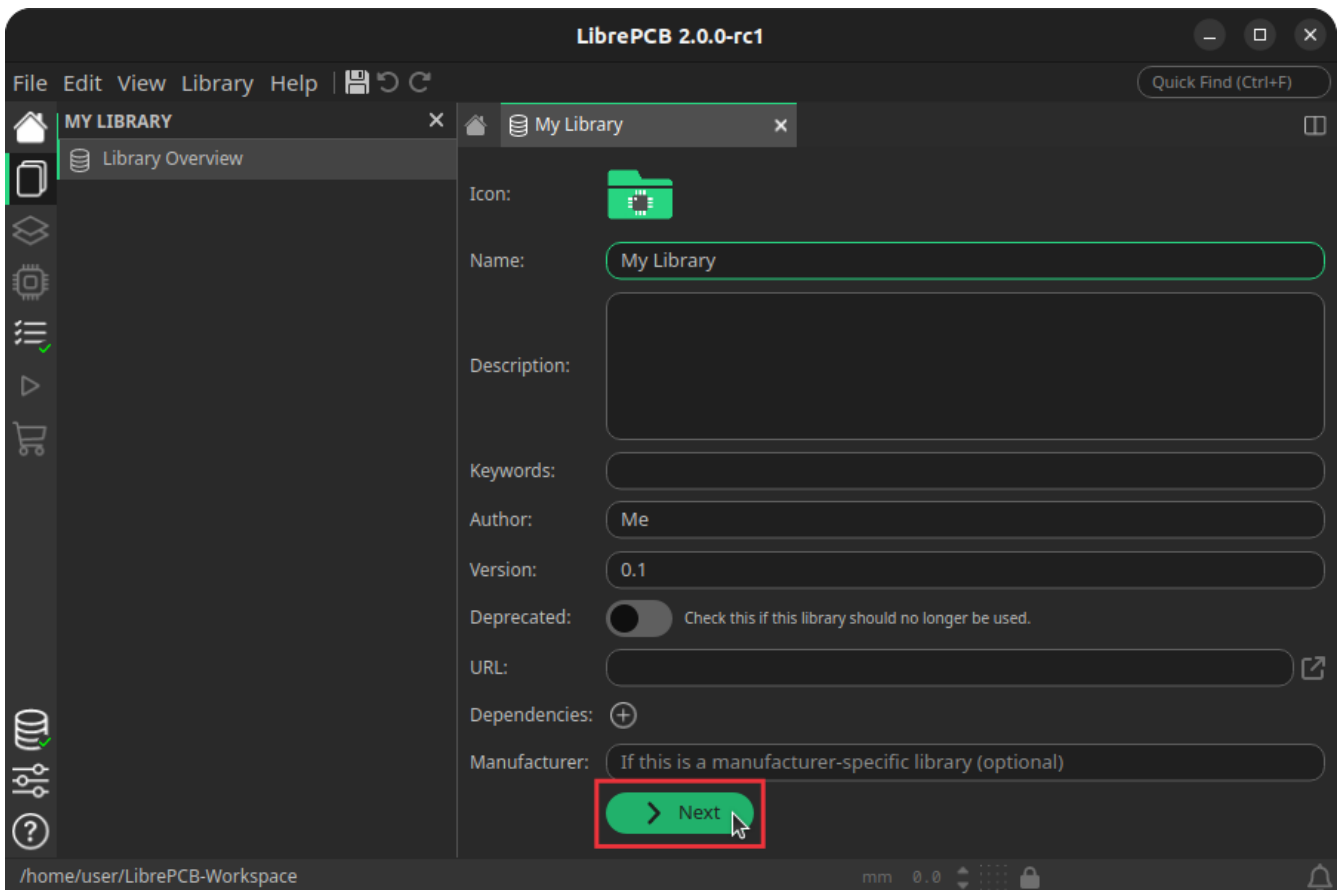 LibrePCB 2.0.0-rc1
File Edit View Library Help
Quick Find (Ctrl+F)
MY LIBRARY
My Library
Library Overview
Icon:
Name: My Library
Description:
Keywords:
Author: Me
Version: 0.1
Deprecated: Check this if this library should no longer be used.
URL:
Dependencies:
Manufacturer: If this is a manufacturer-specific library (optional)
Next
/home/user/LibrePCB-Workspace
mm 0.0